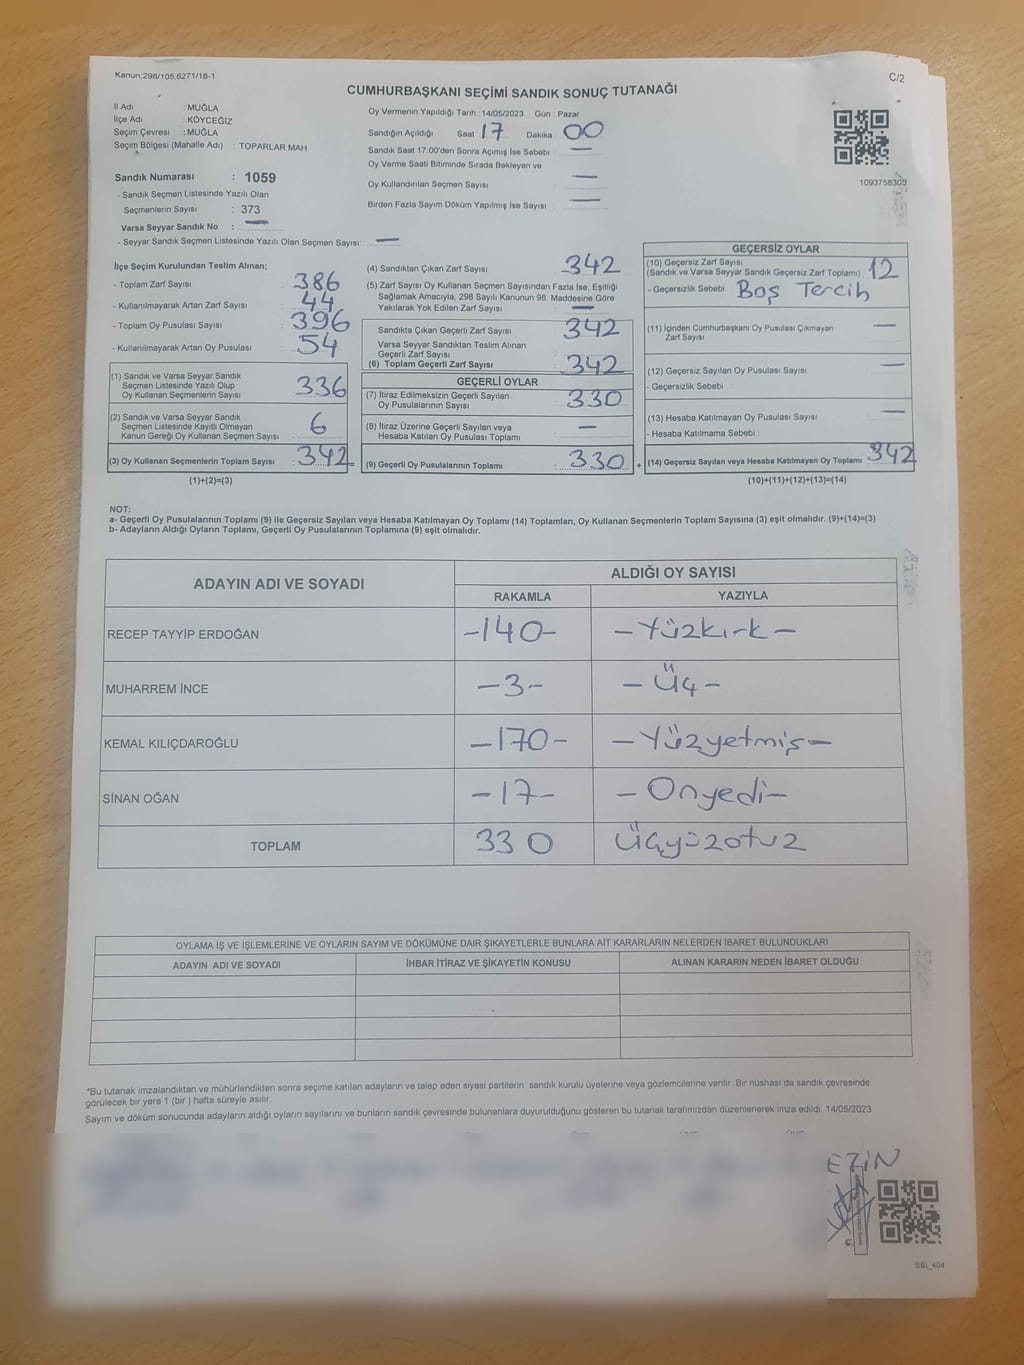 Kanun;298/105,6271/18-1
C/2
CUMHURBAŞKANI SEÇİMİ SANDIK SONUÇ TUTANAĞI
İl Adı : MUĞLA
İlçe Adı : KÖYCEĞİZ
Seçim Çevresi : MUĞLA
Seçim Bölgesi (Mahalle Adı) : TOPARLAR MAH
Sandık Numarası : 1059
- Sandık Seçmen Listesinde Yazılı Olan
Seçmenlerin Sayısı : 373
Varsa Seyyar Sandık No : —
- Seyyar Sandık Seçmen Listesinde Yazılı Olan Seçmen Sayısı: —
Oy Vermenin Yapıldığı Tarih : 14/05/2023 Gün : Pazar
Sandığın Açıldığı Saat 17 Dakika 00
Sandık Saat 17:00'den Sonra Açımış İse Sebebi : —
Oy Verme Saati Bitiminde Sırada Bekleyen ve
Oy Kullandırılan Seçmen Sayısı : —
Birden Fazla Sayım Döküm Yapılmış İse Sayısı : —
1093758305
İlçe Seçim Kurulundan Teslim Alınan;
- Toplam Zarf Sayısı : 386
- Kullanılmayarak Artan Zarf Sayısı : 44
- Toplam Oy Pusulası Sayısı : 396
- Kullanılmayarak Artan Oy Pusulası : 54
(1) Sandık ve Varsa Seyyar Sandık
Seçmen Listesinde Yazılı Olup
Oy Kullanan Seçmenlerin Sayısı : 336
(2) Sandık ve Varsa Seyyar Sandık
Seçmen Listesinde Kayıtlı Olmayan
Kanun Gereği Oy Kullanan Seçmen Sayısı : 6
(3) Oy Kullanan Seçmenlerin Toplam Sayısı : 342 =
(1)+(2)=(3)
(4) Sandıktan Çıkan Zarf Sayısı : 342
(5) Zarf Sayısı Oy Kullanan Seçmen Sayısından Fazla İse, Eşitliği
Sağlamak Amacıyla; 298 Sayılı Kanunun 98. Maddesine Göre
Yakılarak Yok Edilen Zarf Sayısı : —
Sandıkta Çıkan Geçerli Zarf Sayısı : 342
Varsa Seyyar Sandıktan Teslim Alınan
Geçerli Zarf Sayısı
(6) Toplam Geçerli Zarf Sayısı : 342
GEÇERLİ OYLAR
(7) İtiraz Edilmeksizin Geçerli Sayılan
Oy Pusulalarının Sayısı : 330
(8) İtiraz Üzerine Geçerli Sayılan veya
Hesaba Katılan Oy Pusulası Toplamı : —
(9) Geçerli Oy Pusulalarının Toplamı : 330 +
GEÇERSİZ OYLAR
(10) Geçersiz Zarf Sayısı
(Sandık ve Varsa Seyyar Sandık Geçersiz Zarf Toplamı) : 12
- Geçersizlik Sebebi : Boş Tercih
(11) İçinden Cumhurbaşkanı Oy Pusulası Çıkmayan
Zarf Sayısı : —
(12) Geçersiz Sayılan Oy Pusulası Sayısı : —
- Geçersizlik Sebebi :
(13) Hesaba Katılmayan Oy Pusulası Sayısı : —
- Hesaba Katılmama Sebebi :
(14) Geçersiz Sayılan veya Hesaba Katılmayan Oy Toplamı : 342
(10)+(11)+(12)+(13)=(14)
NOT:
a- Geçerli Oy Pusulalarının Toplamı (9) ile Geçersiz Sayılan veya Hesaba Katılmayan Oy Toplamı (14) Toplamları, Oy Kullanan Seçmenlerin Toplam Sayısına (3) eşit olmalıdır. (9)+(14)=(3)
b- Adayların Aldığı Oyların Toplamı, Geçerli Oy Pusulalarının Toplamına (9) eşit olmalıdır.
ADAYIN ADI VE SOYADI
ALDIĞI OY SAYISI
RAKAMLA YAZIYLA
RECEP TAYYİP ERDOĞAN -140- -Yüzkırk-
MUHARREM İNCE -3- -Üç-
KEMAL KILIÇDAROĞLU -170- -Yüzyetmiş-
SİNAN OĞAN -17- -Onyedi-
TOPLAM 330 Üçyüzotuz
OYLAMA İŞ VE İŞLEMLERİNE VE OYLARIN SAYIM VE DÖKÜMÜNE DAİR ŞİKAYETLERLE BUNLARA AİT KARARLARIN NELERDEN İBARET BULUNDUKLARI
ADAYIN ADI VE SOYADI İHBAR İTİRAZ VE ŞİKAYETİN KONUSU ALINAN KARARIN NEDEN İBARET OLDUĞU
*Bu tutanak imzalandıktan ve mühürlendikten sonra seçime katılan adayların ve talep eden siyasi partilerin sandık kurulu üyelerine veya gözlemcilerine verilir. Bir nüshası da sandık çevresinde
görülecek bir yere 1 (bir) hafta süreyle asılır.
Sayım ve döküm sonucunda adayların aldığı oyların sayılarını ve bunların sandık çevresinde bulunanlara duyurulduğunu gösteren bu tutanak tarafımızdan düzenlenerek imza edildi. 14/05/2023
EZİN
SSI_404